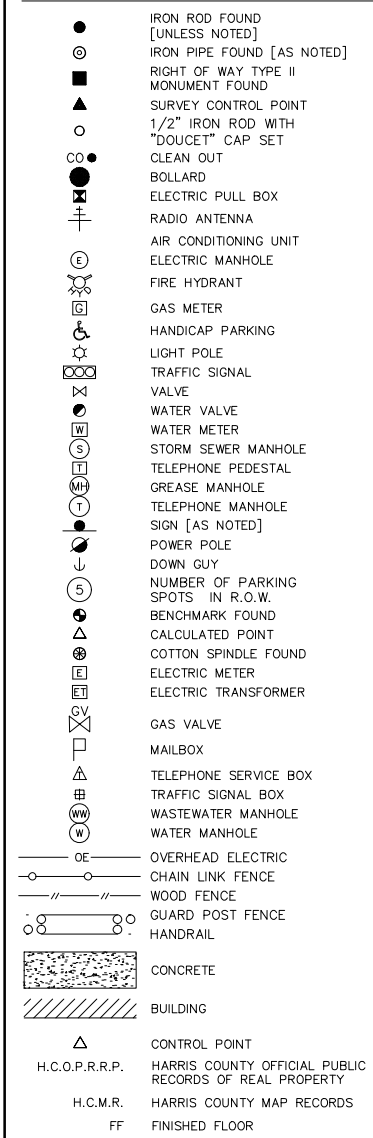 IRON ROD FOUND
[UNLESS NOTED]
IRON PIPE FOUND [AS NOTED]
RIGHT OF WAY TYPE II
MONUMENT FOUND
SURVEY CONTROL POINT
1/2" IRON ROD WITH
"DOUCET" CAP SET
CO CLEAN OUT
BOLLARD
ELECTRIC PULL BOX
RADIO ANTENNA
AIR CONDITIONING UNIT
E ELECTRIC MANHOLE
FIRE HYDRANT
G GAS METER
HANDICAP PARKING
LIGHT POLE
TRAFFIC SIGNAL
VALVE
WATER VALVE
W WATER METER
S STORM SEWER MANHOLE
T TELEPHONE PEDESTAL
MH GREASE MANHOLE
T TELEPHONE MANHOLE
SIGN [AS NOTED]
POWER POLE
DOWN GUY
5 NUMBER OF PARKING
SPOTS IN R.O.W.
BENCHMARK FOUND
CALCULATED POINT
COTTON SPINDLE FOUND
E ELECTRIC METER
ET ELECTRIC TRANSFORMER
GV
GAS VALVE
MAILBOX
TELEPHONE SERVICE BOX
TRAFFIC SIGNAL BOX
WW WASTEWATER MANHOLE
W WATER MANHOLE
OE OVERHEAD ELECTRIC
CHAIN LINK FENCE
WOOD FENCE
GUARD POST FENCE
HANDRAIL
CONCRETE
BUILDING
CONTROL POINT
H.C.O.P.R.R.P. HARRIS COUNTY OFFICIAL PUBLIC
RECORDS OF REAL PROPERTY
H.C.M.R. HARRIS COUNTY MAP RECORDS
FF FINISHED FLOOR